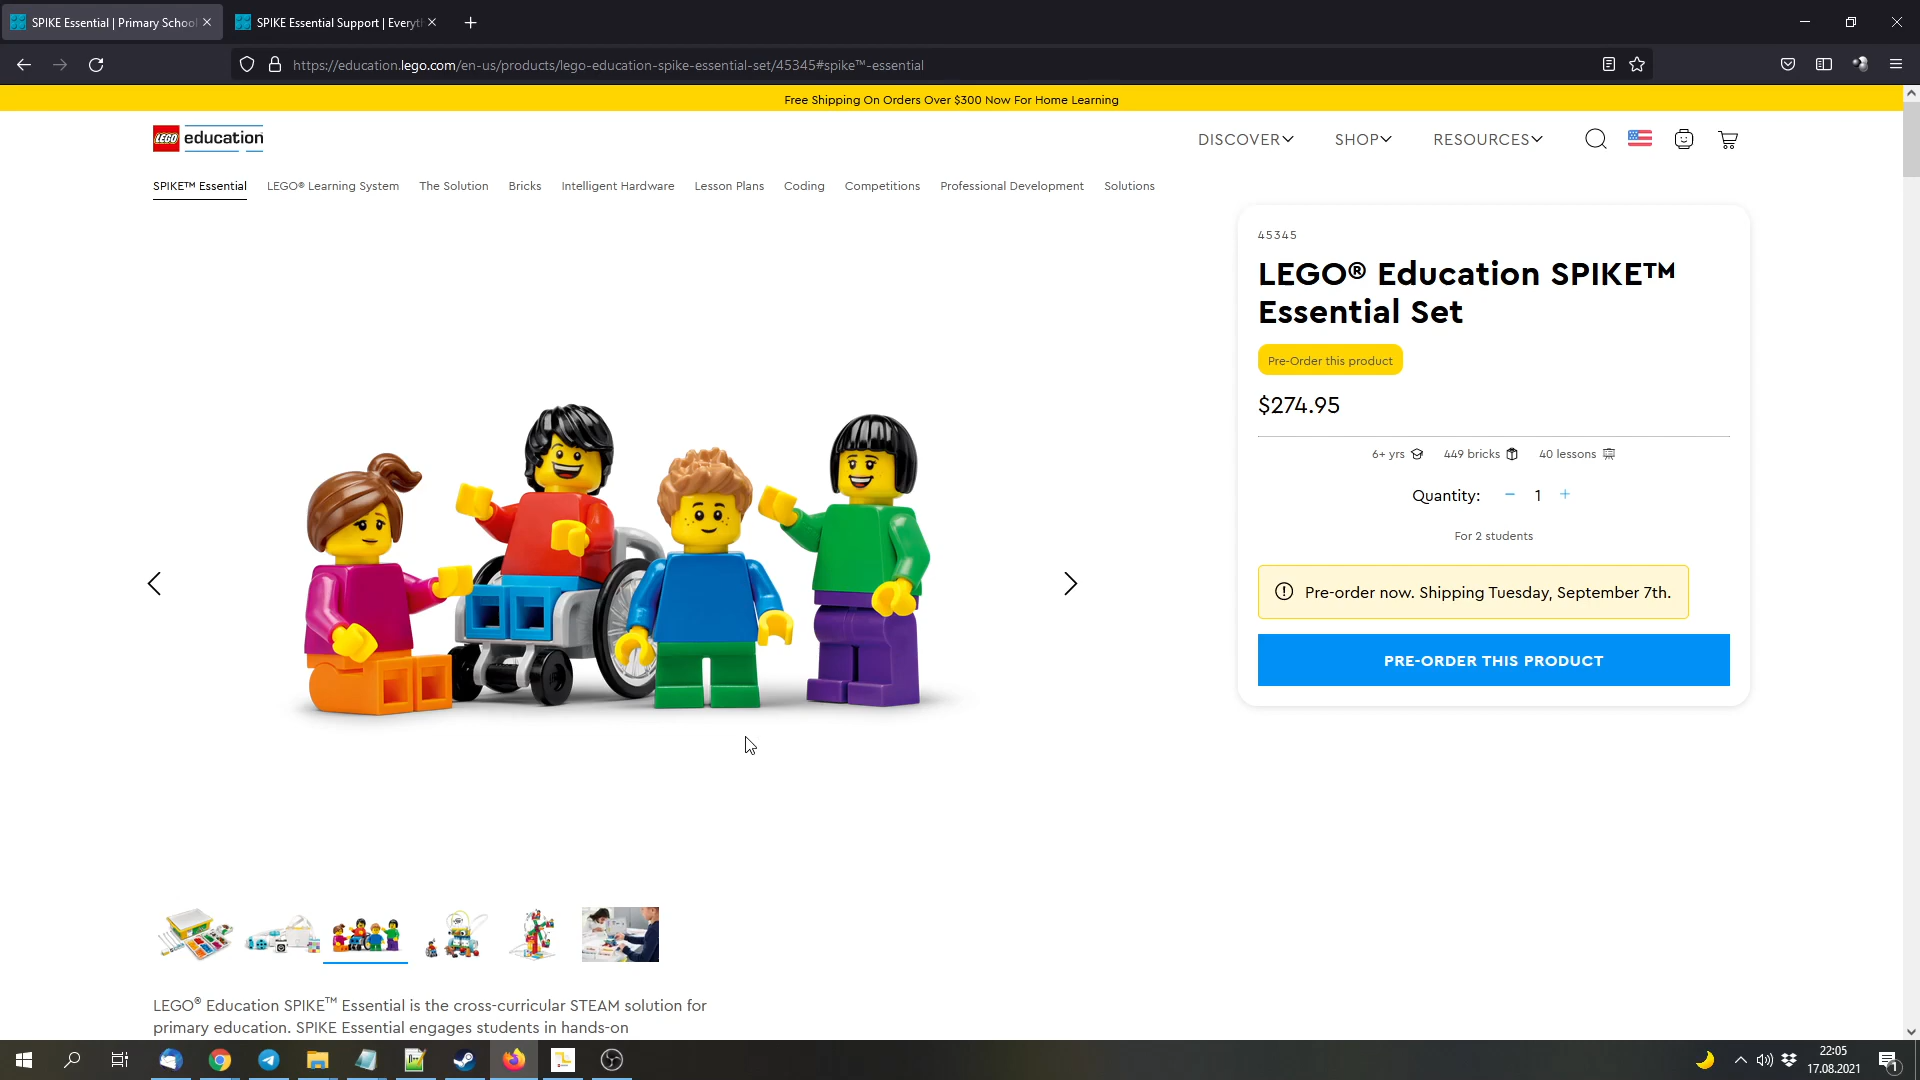 SPIKE Essential | Primary School
SPIKE Essential Support | Everyt
https://education.lego.com/en-us/products/lego-education-spike-essential-set/45345#spike™-essential
Free Shipping On Orders Over $300 Now For Home Learning
LEGO education
DISCOVER
SHOP
RESOURCES
SPIKE™ Essential
LEGO® Learning System
The Solution
Bricks
Intelligent Hardware
Lesson Plans
Coding
Competitions
Professional Development
Solutions
45345
LEGO® Education SPIKE™
Essential Set
Pre-Order this product
$274.95
6+ yrs
449 bricks
40 lessons
Quantity: − 1 +
For 2 students
Pre-order now. Shipping Tuesday, September 7th.
PRE-ORDER THIS PRODUCT
LEGO® Education SPIKE™ Essential is the cross-curricular STEAM solution for
primary education. SPIKE Essential engages students in hands-on
22:05
17.08.2021
1